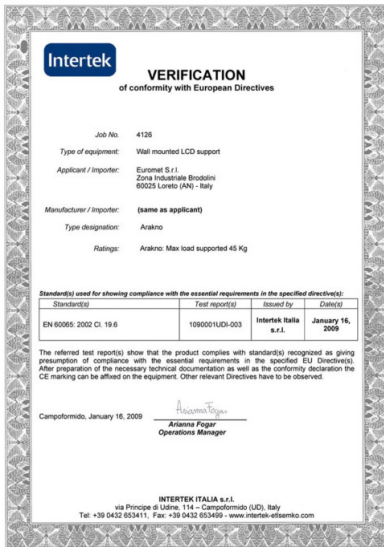 Intertek
VERIFICATION
of conformity with European Directives
Job No. 4126
Type of equipment: Wall mounted LCD support
Applicant / Importer: Euromet S.r.l.
Zona Industriale Brodolini
60025 Loreto (AN) - Italy
Manufacturer / Importer: (same as applicant)
Type designation: Arakno
Ratings: Arakno: Max load supported 45 Kg
Standard(s) used for showing compliance with the essential requirements in the specified directive(s):
Standard(s) Test report(s) Issued by Date(s)
EN 60065: 2002 Cl. 19.6 1090001UDI-003 Intertek Italia s.r.l. January 16, 2009
The referred test report(s) show that the product complies with standard(s) recognized as giving
presumption of compliance with the essential requirements in the specified EU Directive(s).
After preparation of the necessary technical documentation as well as the conformity declaration the
CE marking can be affixed on the equipment. Other relevant Directives have to be observed.
Campoformido, January 16, 2009
Arianna Fogar
Arianna Fogar
Operations Manager
INTERTEK ITALIA s.r.l.
via Principe di Udine, 114 – Campoformido (UD), Italy
Tel: +39 0432 653411, Fax: +39 0432 653499 - www.intertek-etlsemko.com